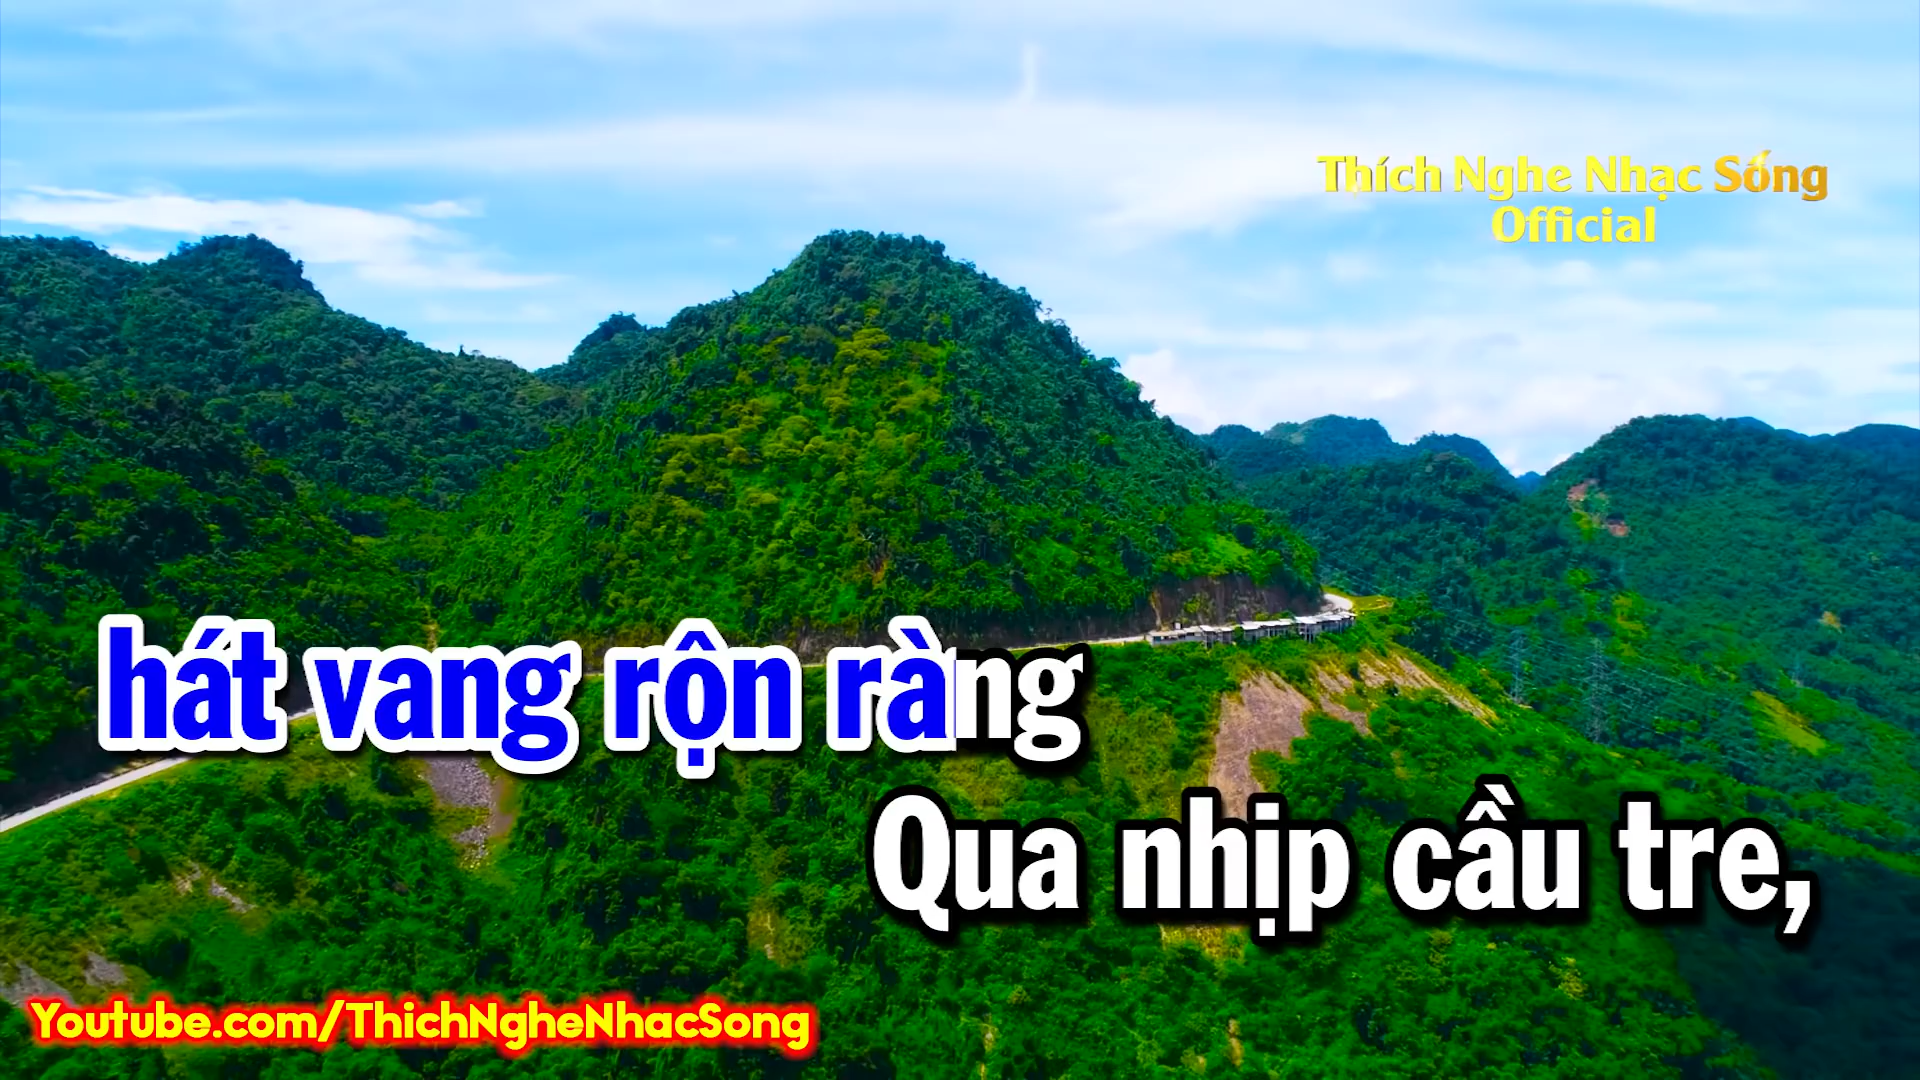 Thích Nghe Nhạc Sống
Official
hát vang rộn ràng
Qua nhịp cầu tre,
Youtube.com/ThichNgheNhacSong